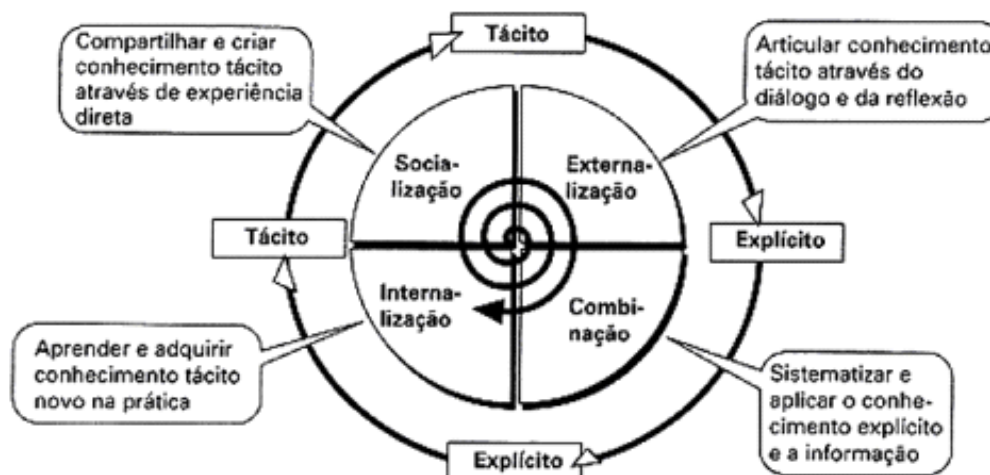 Tácito
Compartilhar e criar
conhecimento tácito
através de experiência
direta
Articular conhecimento
tácito através do
diálogo e da reflexão
Socia-
lização
Externa-
lização
Tácito
Explícito
Interna-
lização
Combi-
nação
Aprender e adquirir
conhecimento tácito
novo na prática
Sistematizar e
aplicar o conhe-
cimento explícito
e a informação
Explícito